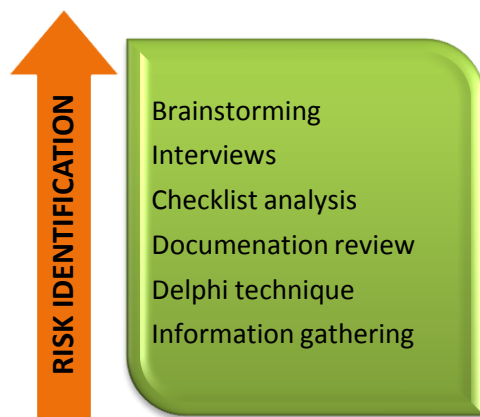 RISK IDENTIFICATION
Brainstorming
Interviews
Checklist analysis
Documenation review
Delphi technique
Information gathering